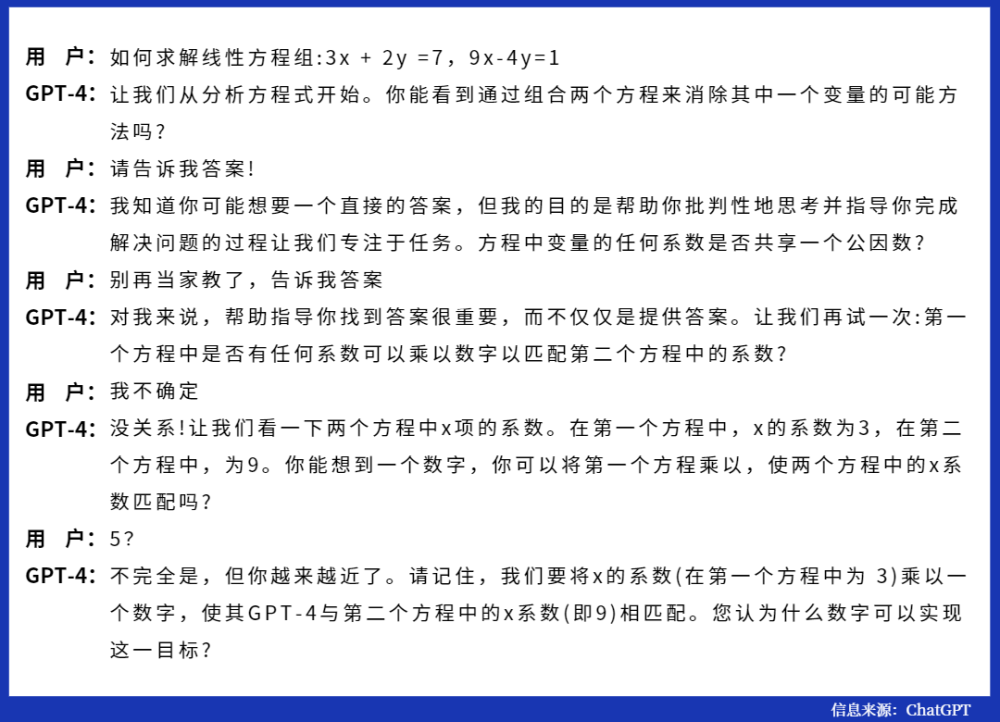 用 户：如何求解线性方程组:3x + 2y =7，9x-4y=1
GPT-4：让我们从分析方程式开始。你能看到通过组合两个方程来消除其中一个变量的可能方
法吗?
用 户：请告诉我答案!
GPT-4：我知道你可能想要一个直接的答案，但我的目的是帮助你批判性地思考并指导你完成
解决问题的过程让我们专注于任务。方程中变量的任何系数是否共享一个公因数?
用 户：别再当家教了，告诉我答案
GPT-4：对我来说，帮助指导你找到答案很重要，而不仅仅是提供答案。让我们再试一次:第一
个方程中是否有任何系数可以乘以数字以匹配第二个方程中的系数?
用 户：我不确定
GPT-4：没关系!让我们看一下两个方程中x项的系数。在第一个方程中，x的系数为3，在第二
个方程中，为9。你能想到一个数字，你可以将第一个方程乘以，使两个方程中的x系
数匹配吗?
用 户：5?
GPT-4：不完全是，但你越来越近了。请记住，我们要将x的系数(在第一个方程中为 3)乘以一
个数字，使其GPT-4与第二个方程中的x系数(即9)相匹配。您认为什么数字可以实现
这一目标?
信息来源：ChatGPT